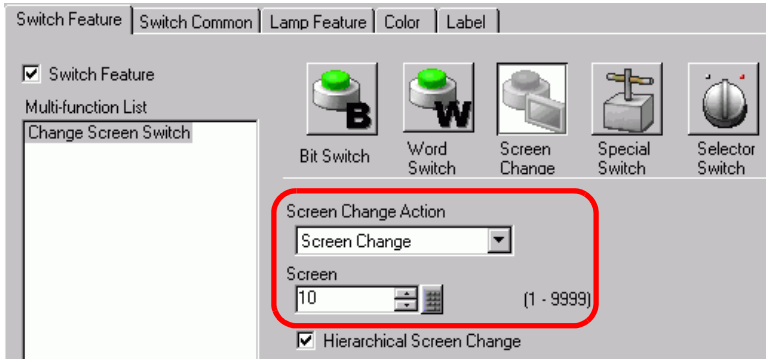 Switch Feature Switch Common Lamp Feature Color Label
Switch Feature
Multi-function List
Change Screen Switch
B W
Bit Switch Word Switch Screen Change Special Switch Selector Switch
Screen Change Action
Screen Change
Screen
10 (1 - 9999)
Hierarchical Screen Change